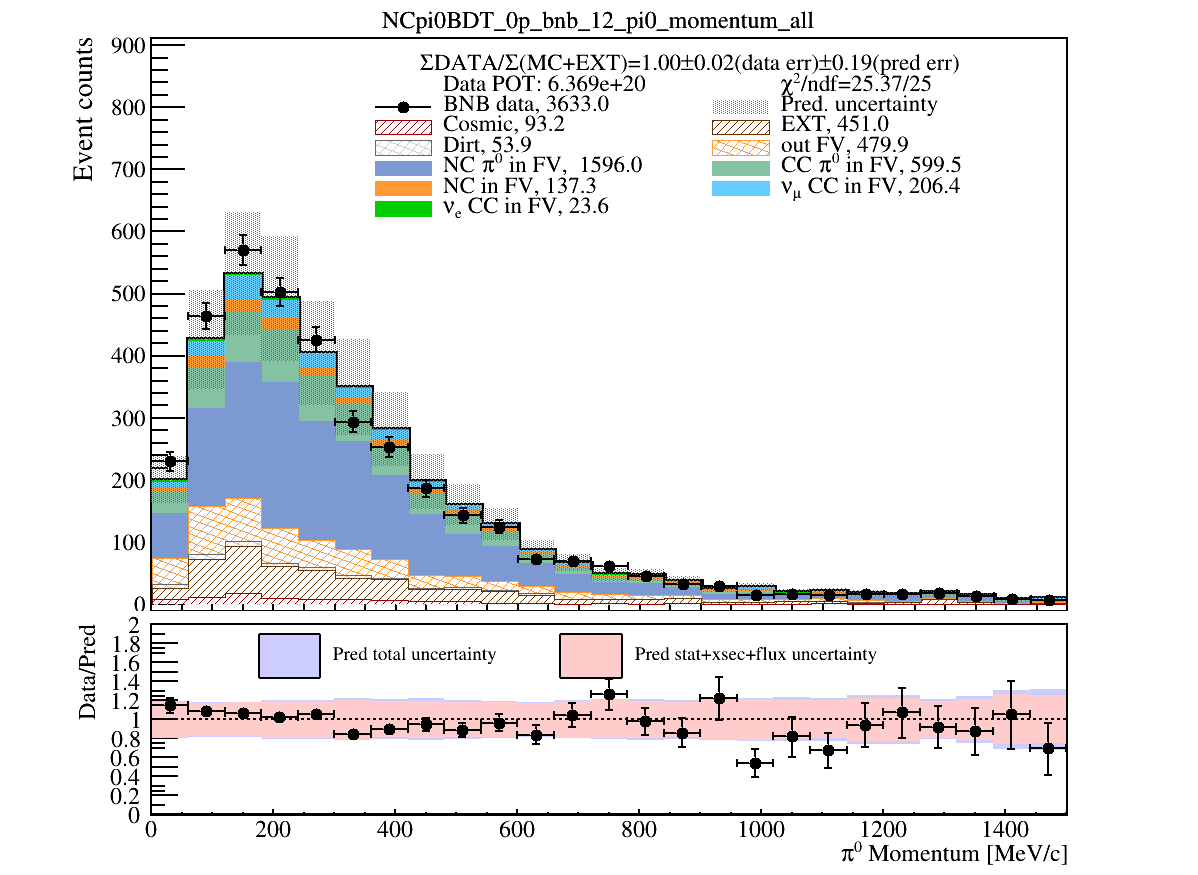 NCpi0BDT_0p_bnb_12_pi0_momentum_all
Event counts
900
800
700
600
500
400
300
200
100
0
ΣDATA/Σ(MC+EXT)=1.00±0.02(data err)±0.19(pred err)
Data POT: 6.369e+20
χ²/ndf=25.37/25
BNB data, 3633.0
Pred. uncertainty
Cosmic, 93.2
EXT, 451.0
Dirt, 53.9
out FV, 479.9
NC π⁰ in FV, 1596.0
CC π⁰ in FV, 599.5
NC in FV, 137.3
νμ CC in FV, 206.4
νe CC in FV, 23.6
Data/Pred
2
1.8
1.6
1.4
1.2
1
0.8
0.6
0.4
0.2
0
Pred total uncertainty
Pred stat+xsec+flux uncertainty
0 200 400 600 800 1000 1200 1400
π⁰ Momentum [MeV/c]